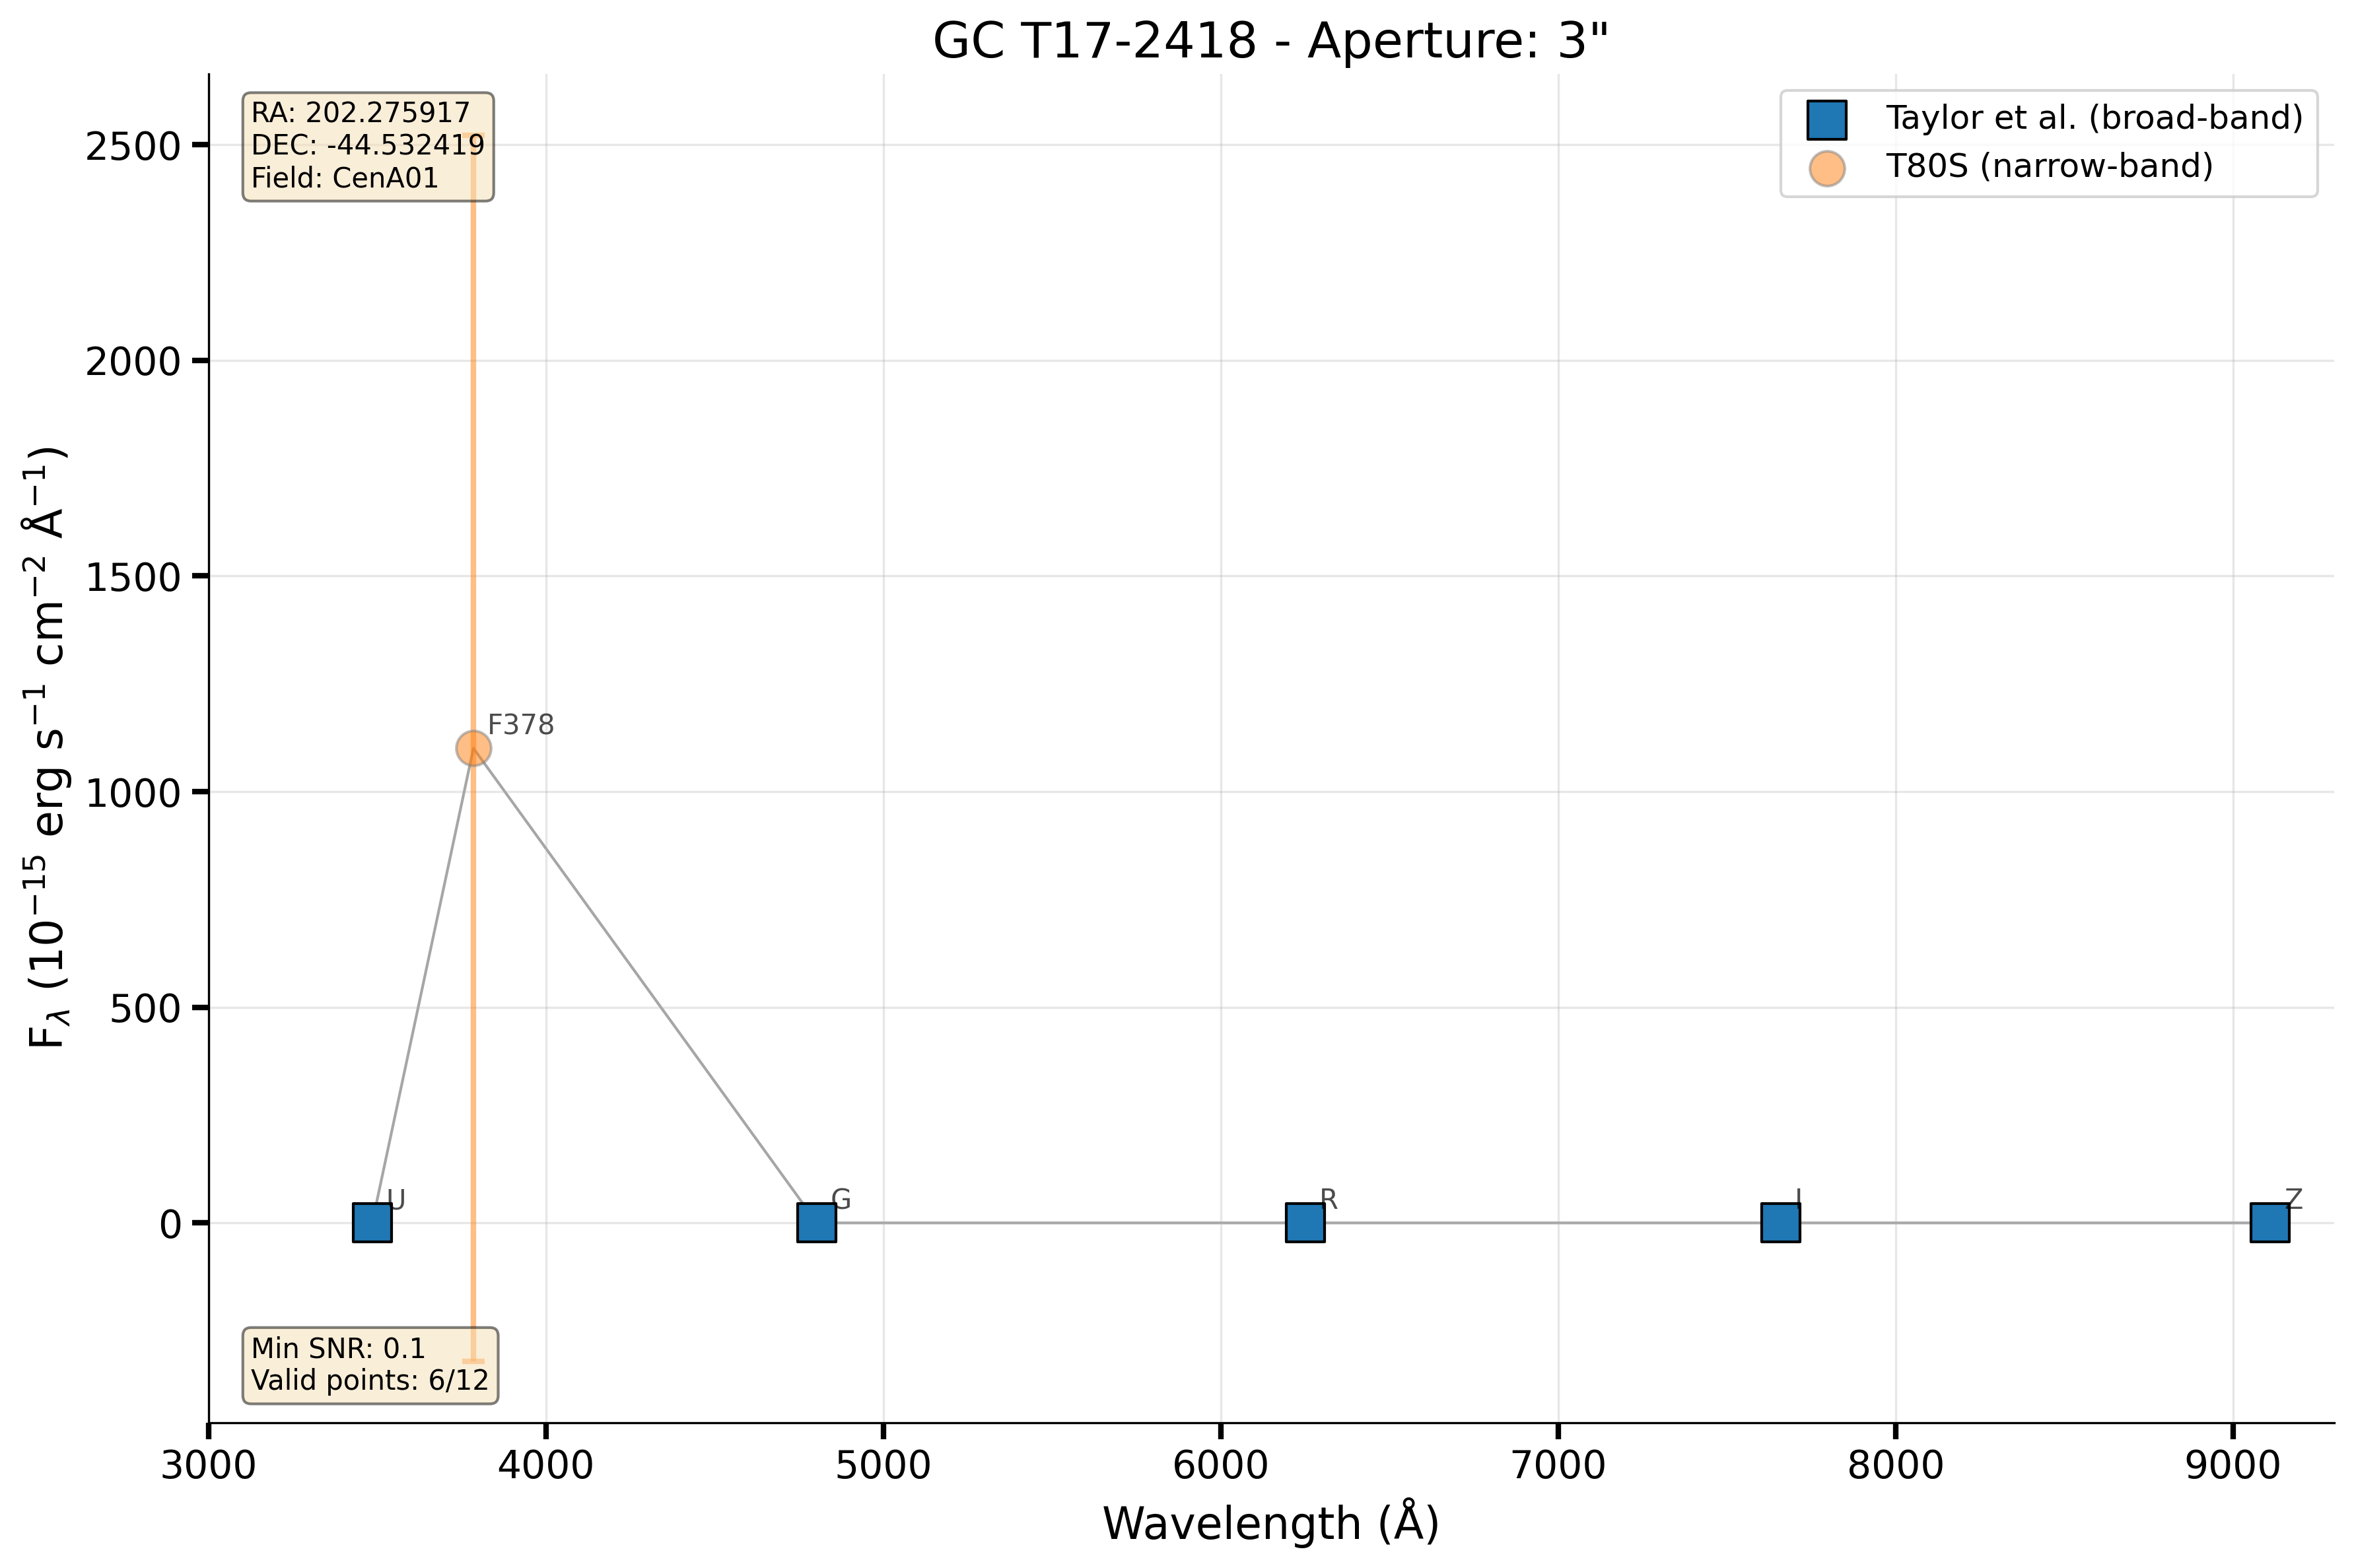 GC T17-2418 - Aperture: 3"
RA: 202.275917
DEC: -44.532419
Field: CenA01
Taylor et al. (broad-band)
T80S (narrow-band)
2500
2000
1500
1000
500
0
F_λ (10⁻¹⁵ erg s⁻¹ cm⁻² Å⁻¹)
F378
U
G
R
I
Z
Min SNR: 0.1
Valid points: 6/12
3000
4000
5000
6000
7000
8000
9000
Wavelength (Å)